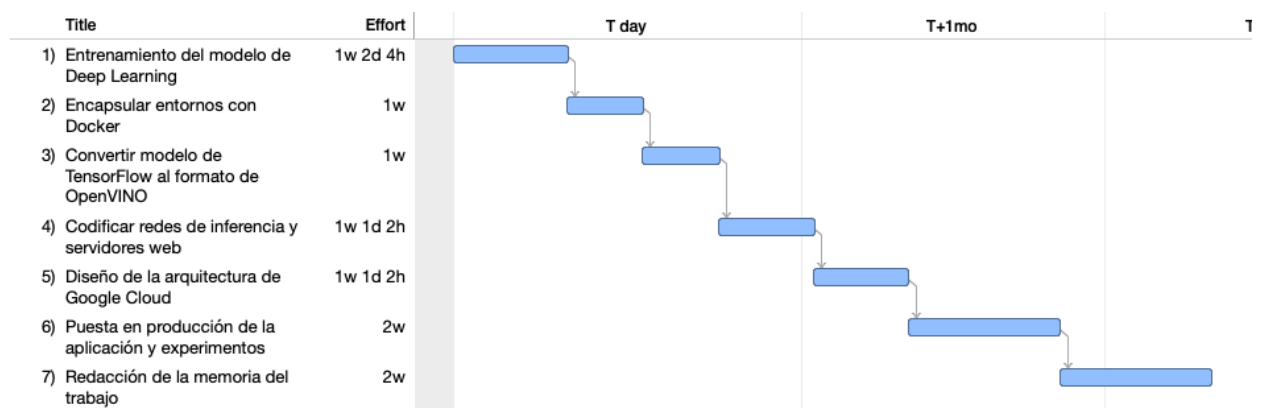 Title Effort T day T+1mo T
1) Entrenamiento del modelo de 1w 2d 4h
Deep Learning
2) Encapsular entornos con 1w
Docker
3) Convertir modelo de 1w
TensorFlow al formato de
OpenVINO
4) Codificar redes de inferencia y 1w 1d 2h
servidores web
5) Diseño de la arquitectura de 1w 1d 2h
Google Cloud
6) Puesta en producción de la 2w
aplicación y experimentos
7) Redacción de la memoria del 2w
trabajo